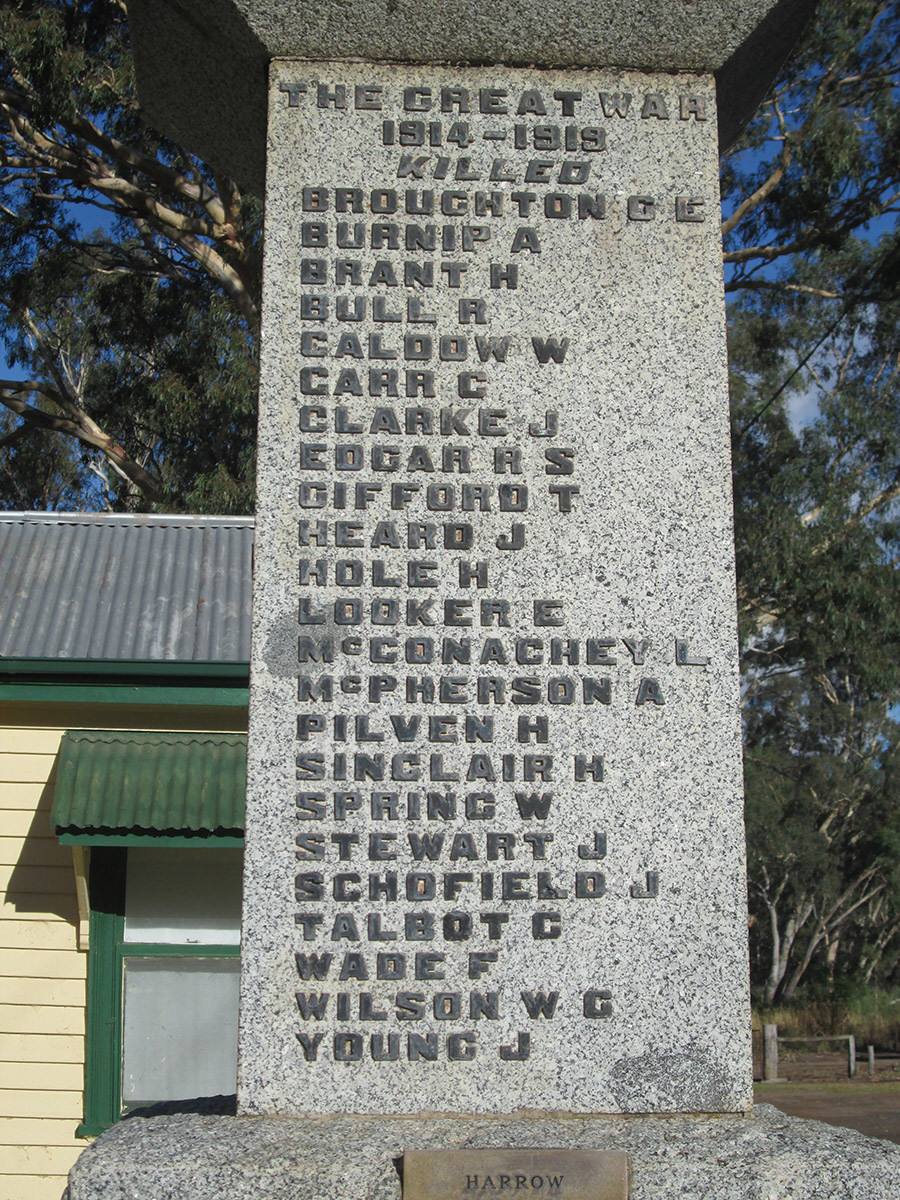 THE GREAT WAR
1914-1919
KILLED
BROUGHTON G E
BURNIP A
BRANT H
BULL R
CALDOW W
CARR C
CLARKE J
EDGAR R S
GIFFORD T
HEARD J
HOLE H
LOOKER E
McCONACHEY L
McPHERSON A
PILVEN H
SINCLAIR H
SPRING W
STEWART J
SCHOFIELD J
TALBOT C
WADE F
WILSON W G
YOUNG J
HARROW